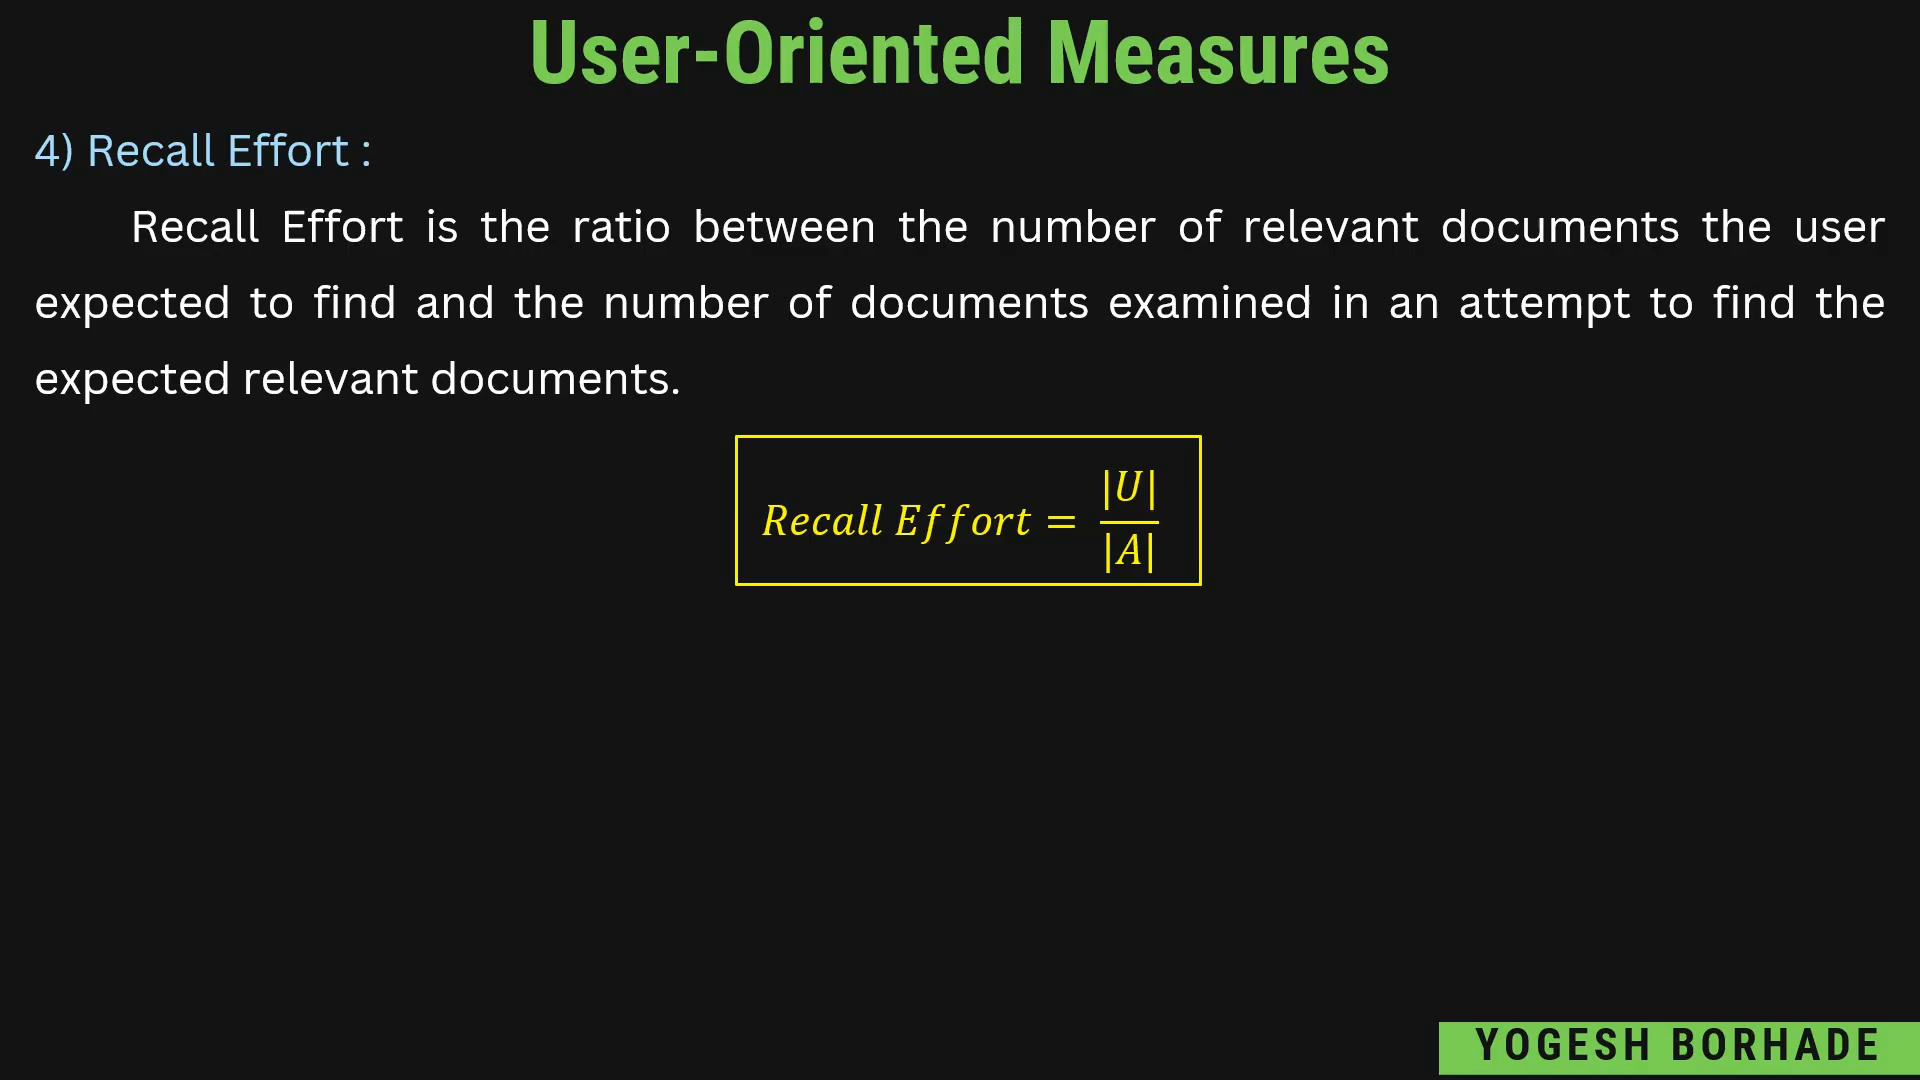 User-Oriented Measures
4) Recall Effort :
Recall Effort is the ratio between the number of relevant documents the user
expected to find and the number of documents examined in an attempt to find the
expected relevant documents.
Recall Effort = |U| / |A|
YOGESH BORHADE